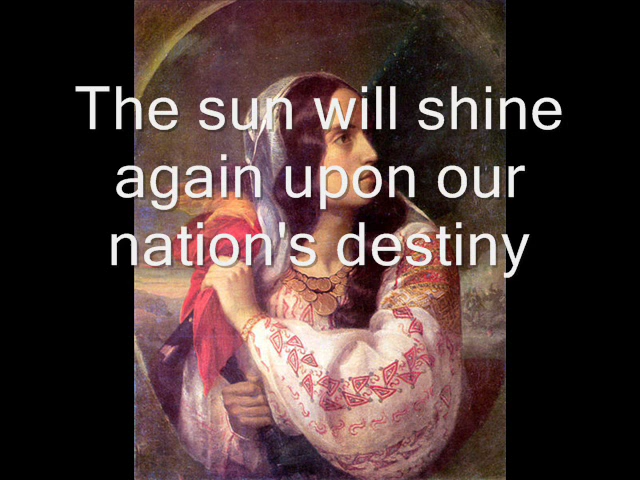 The sun will shine
again upon our
nation's destiny